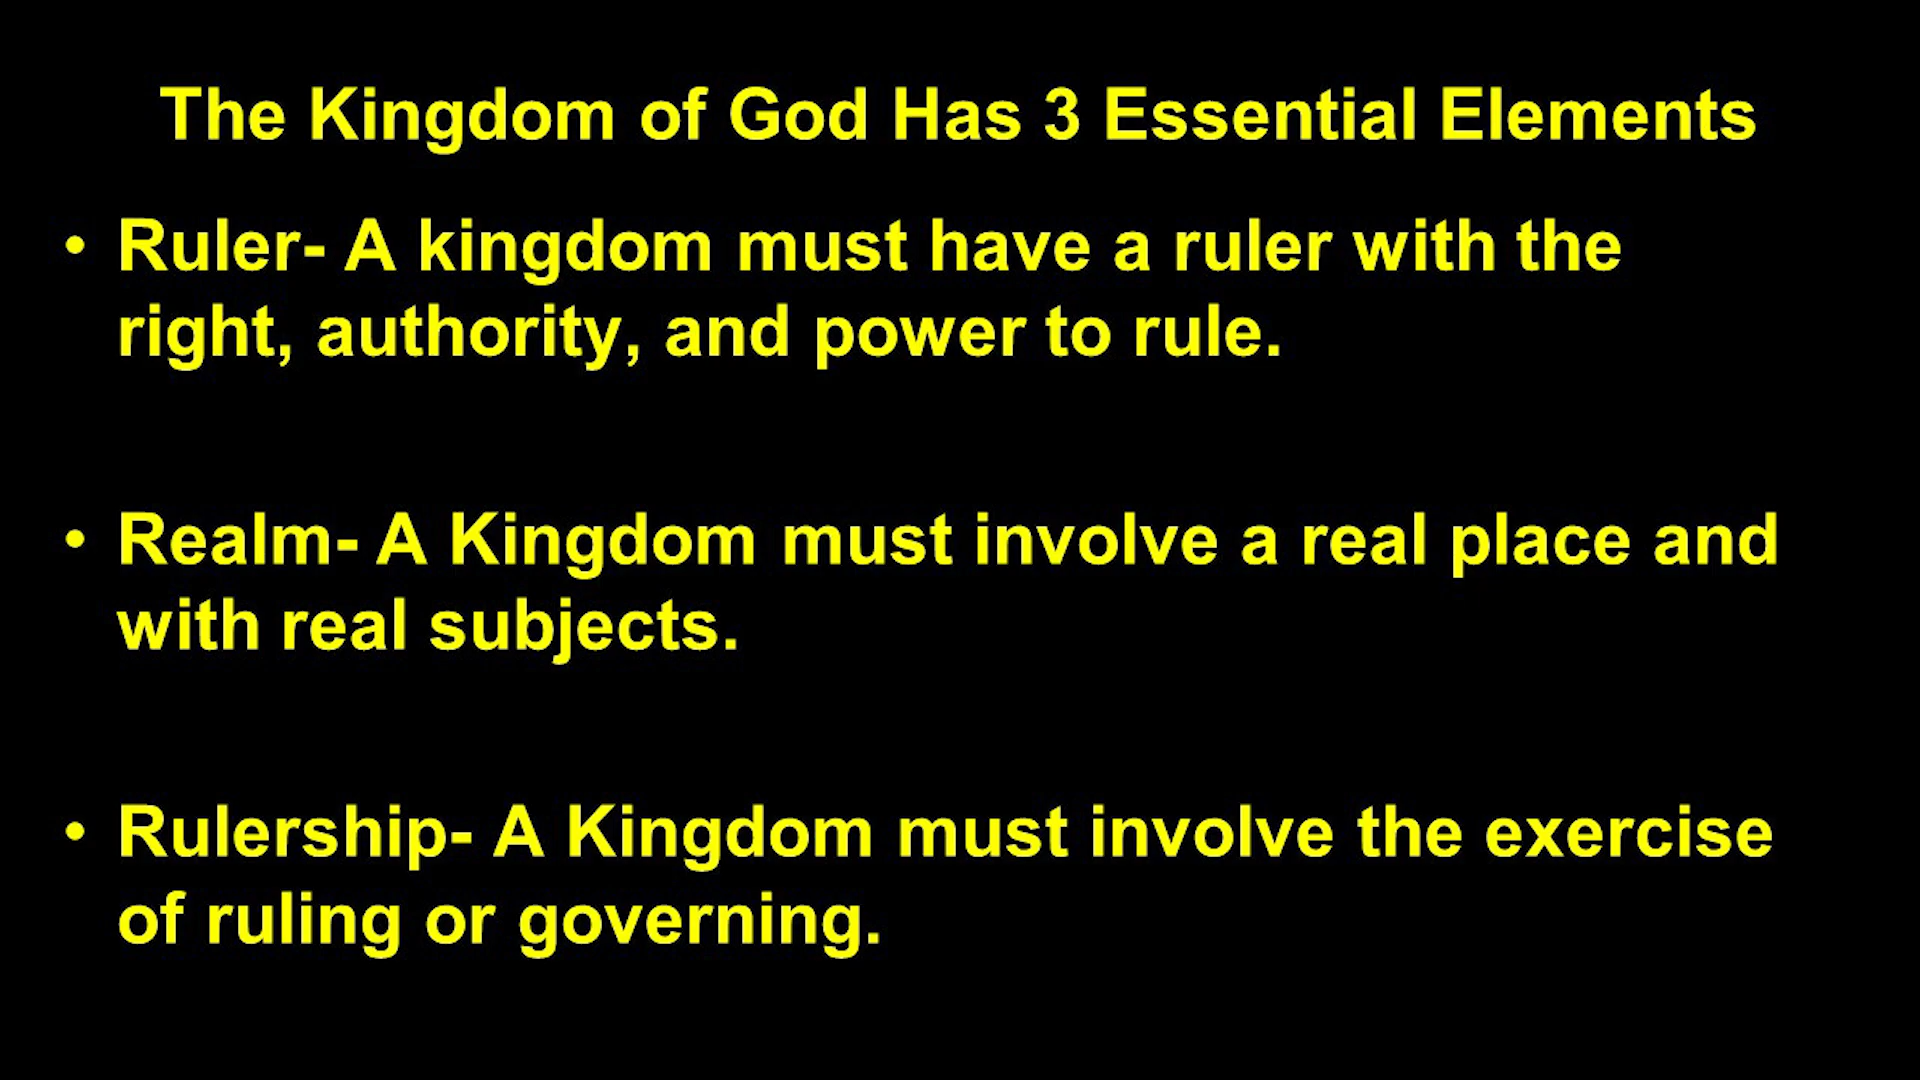 The Kingdom of God Has 3 Essential Elements
• Ruler- A kingdom must have a ruler with the
right, authority, and power to rule.
• Realm- A Kingdom must involve a real place and
with real subjects.
• Rulership- A Kingdom must involve the exercise
of ruling or governing.